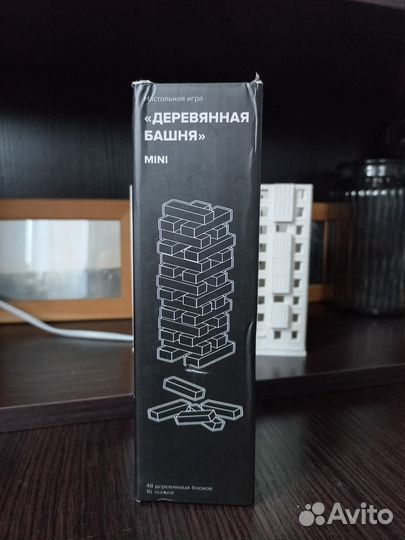 Настольная игра
«ДЕРЕВЯННАЯ
БАШНЯ»
MINI
48 деревянных блоков
16 этажей
Avito